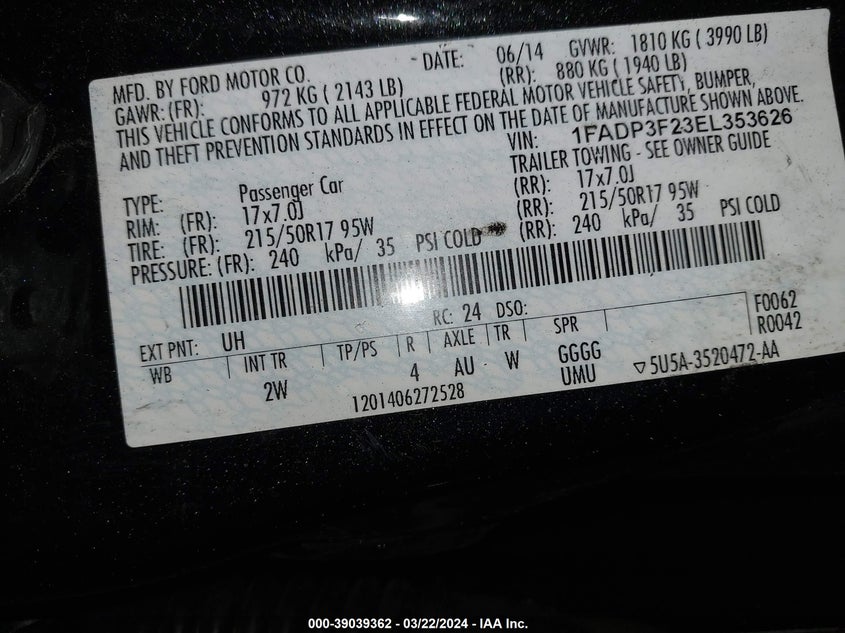 MFD. BY FORD MOTOR CO. DATE: 06/14 GVWR: 1810 KG ( 3990 LB)
GAWR: (FR): 972 KG ( 2143 LB) (RR): 880 KG ( 1940 LB)
THIS VEHICLE CONFORMS TO ALL APPLICABLE FEDERAL MOTOR VEHICLE SAFETY, BUMPER,
AND THEFT PREVENTION STANDARDS IN EFFECT ON THE DATE OF MANUFACTURE SHOWN ABOVE.
VIN: 1FADP3F23EL353626
TRAILER TOWING - SEE OWNER GUIDE
TYPE: Passenger Car
RIM: (FR): 17x7.0J (RR): 17x7.0J
TIRE: (FR): 215/50R17 95W (RR): 215/50R17 95W
PRESSURE: (FR): 240 kPa/ 35 PSI COLD (RR): 240 kPa/ 35 PSI COLD
EXT PNT: UH RC: 24 DSO: F0062
WB INT TR TP/PS R AXLE TR SPR R0042
2W 4 AU W GGGG
UMU ▽5U5A-3520472-AA
1201406272528
000-39039362 - 03/22/2024 - IAA Inc.